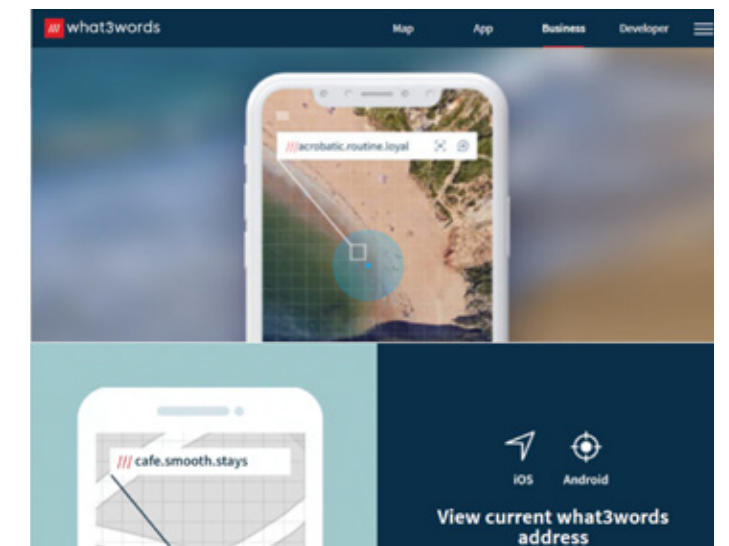 what3words
Map
App
Business
Developer
///acrobatic.routine.loyal
/// cafe.smooth.stays
iOS
Android
View current what3words
address